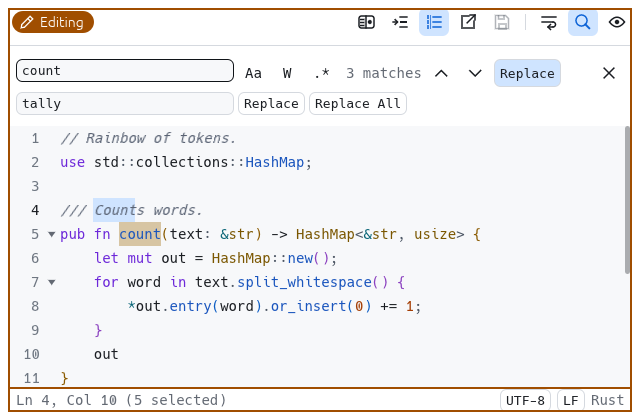 Editing
count Aa W .* 3 matches Replace
tally Replace Replace All
1 // Rainbow of tokens.
2 use std::collections::HashMap;
3
4 /// Counts words.
5 pub fn count(text: &str) -> HashMap<&str, usize> {
6 let mut out = HashMap::new();
7 for word in text.split_whitespace() {
8 *out.entry(word).or_insert(0) += 1;
9 }
10 out
11 }
Ln 4, Col 10 (5 selected) UTF-8 LF Rust